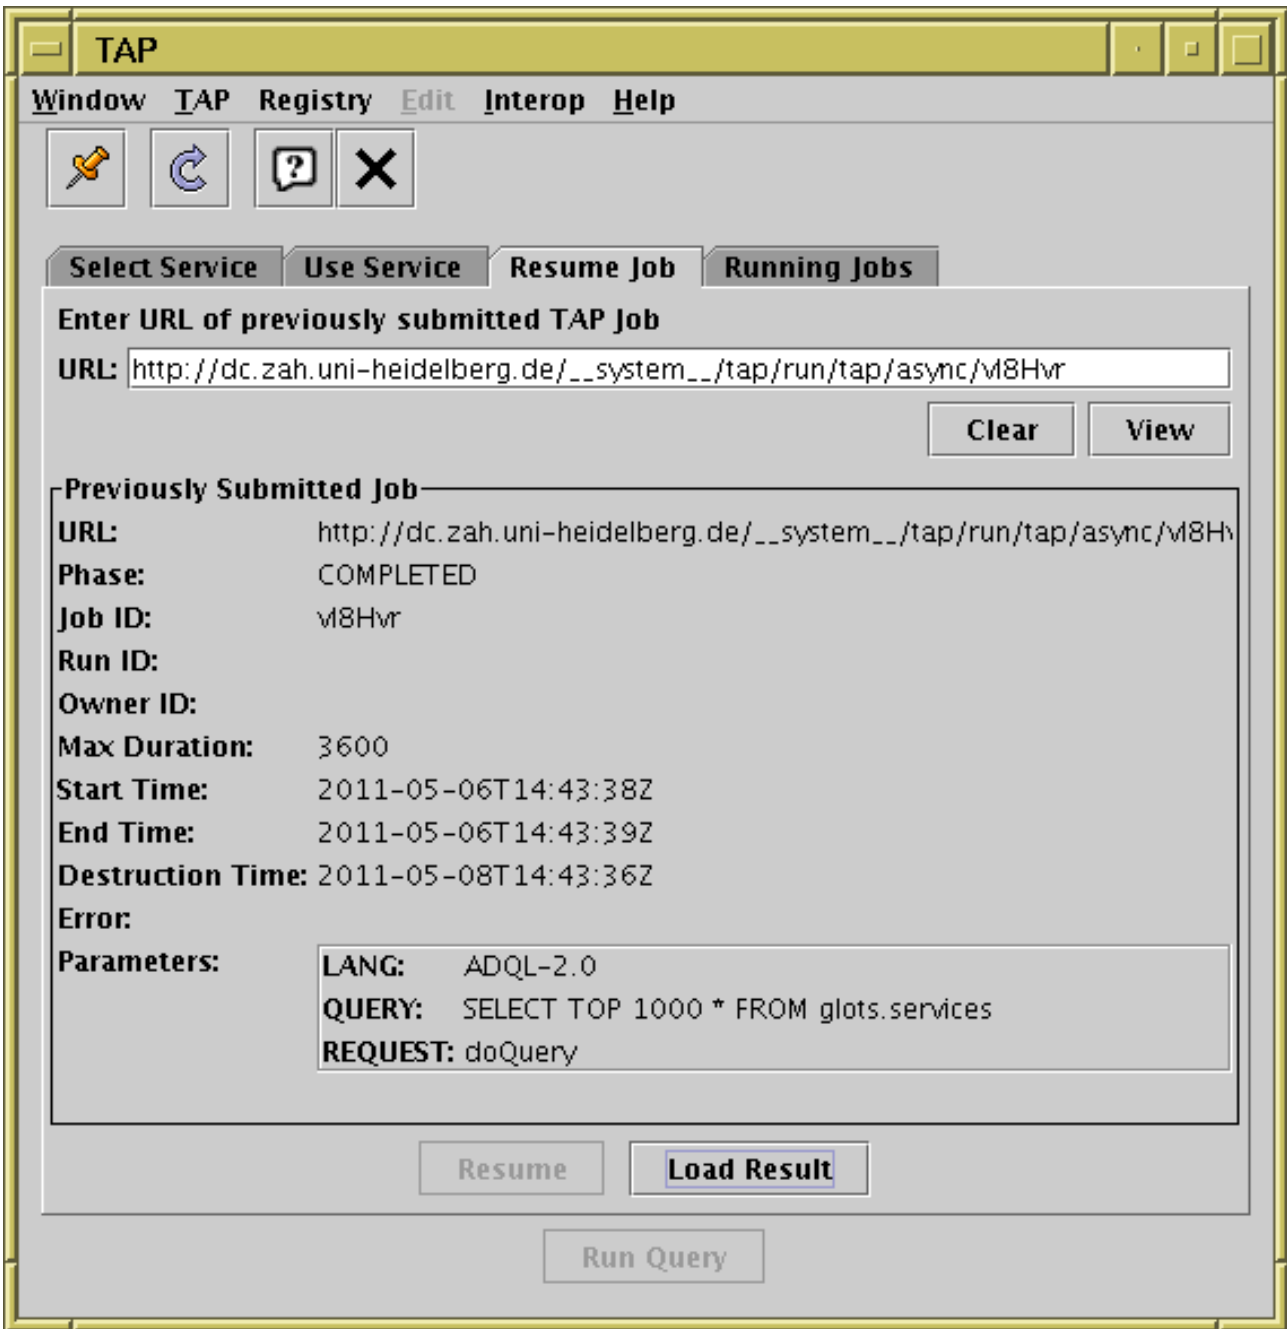 TAP
Window TAP Registry Edit Interop Help
?
Select Service Use Service Resume Job Running Jobs
Enter URL of previously submitted TAP Job
URL: http://dc.zah.uni-heidelberg.de/__system__/tap/run/tap/async/vl8Hvr
Clear View
Previously Submitted Job
URL: http://dc.zah.uni-heidelberg.de/__system__/tap/run/tap/async/vl8Hv
Phase: COMPLETED
Job ID: vl8Hvr
Run ID:
Owner ID:
Max Duration: 3600
Start Time: 2011-05-06T14:43:38Z
End Time: 2011-05-06T14:43:39Z
Destruction Time: 2011-05-08T14:43:36Z
Error:
Parameters: LANG: ADQL-2.0
QUERY: SELECT TOP 1000 * FROM glots.services
REQUEST: doQuery
Resume Load Result
Run Query